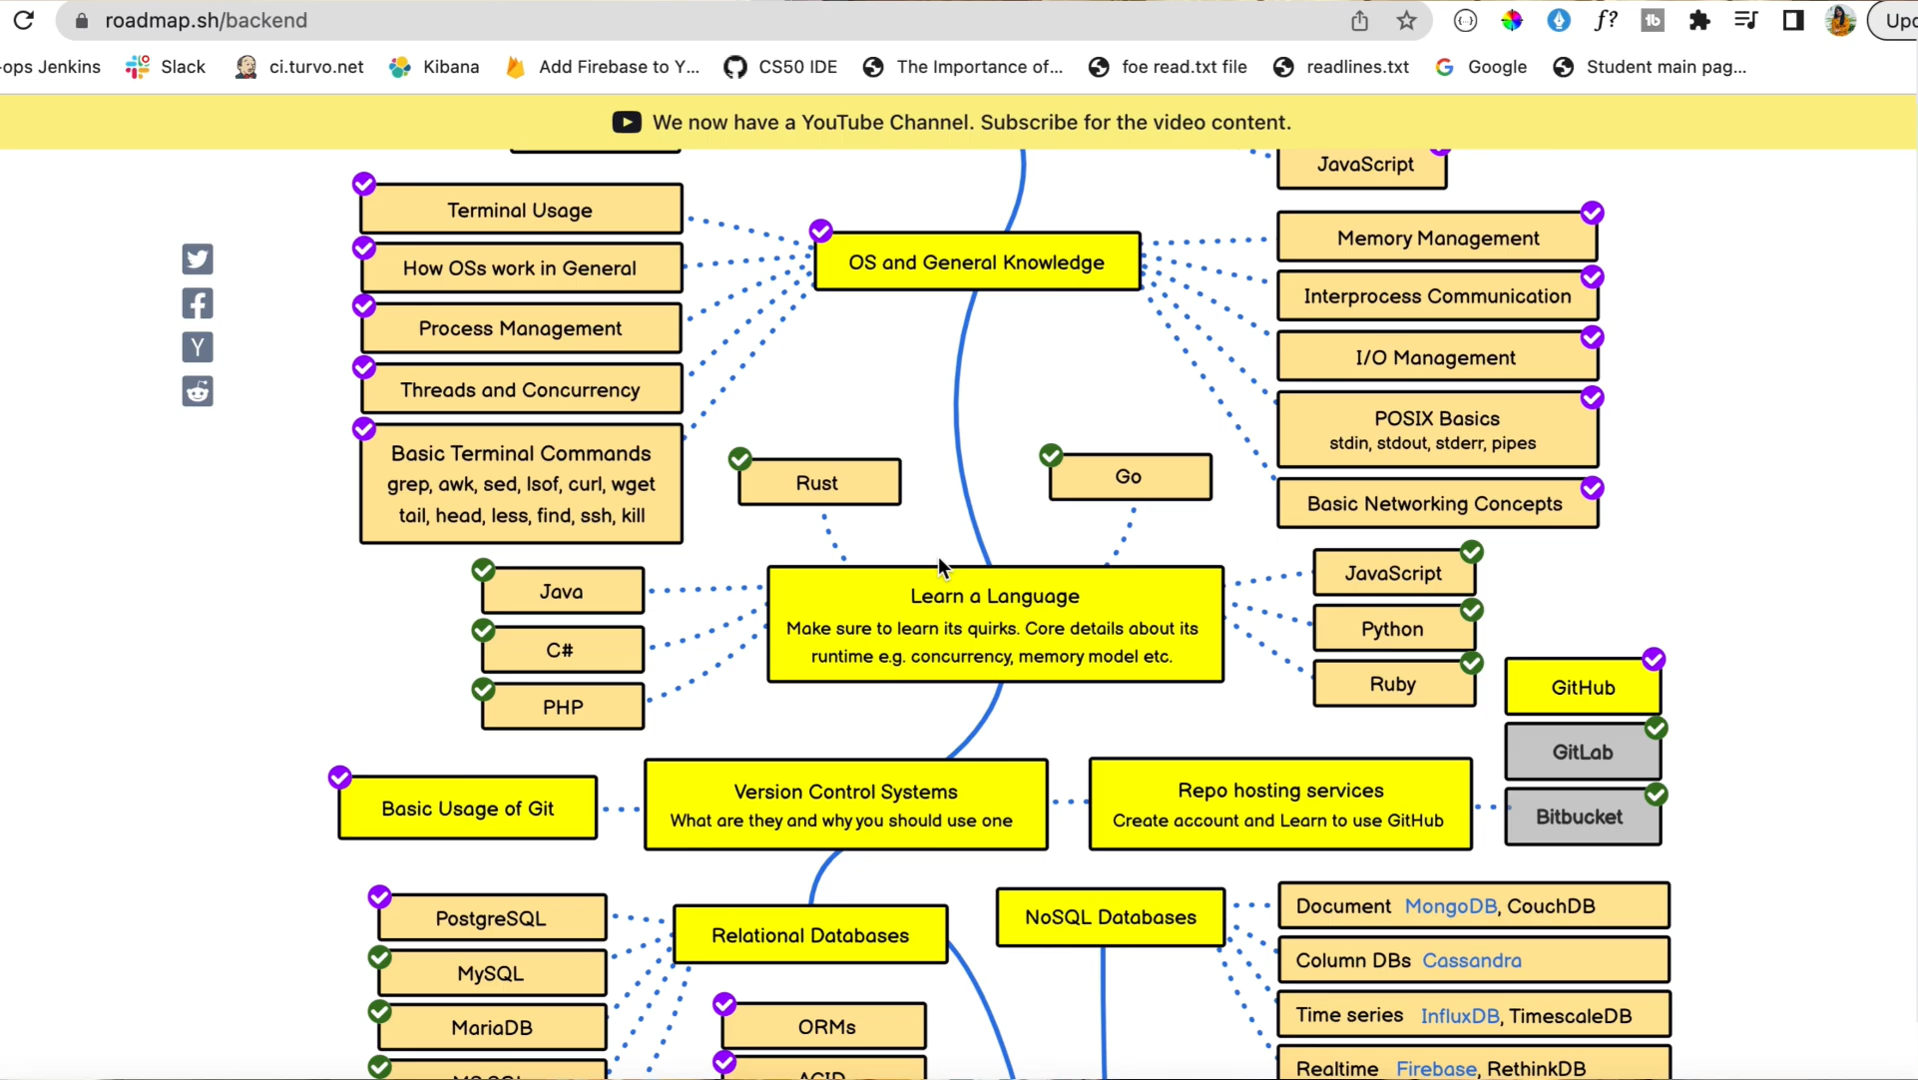 roadmap.sh/backend
Upc
-ops Jenkins
Slack
ci.turvo.net
Kibana
Add Firebase to Y...
CS50 IDE
The Importance of...
foe read.txt file
readlines.txt
Google
Student main pag...
We now have a YouTube Channel. Subscribe for the video content.
JavaScript
Terminal Usage
How OSs work in General
Process Management
Threads and Concurrency
Basic Terminal Commands
grep, awk, sed, lsof, curl, wget
tail, head, less, find, ssh, kill
OS and General Knowledge
Memory Management
Interprocess Communication
I/O Management
POSIX Basics
stdin, stdout, stderr, pipes
Basic Networking Concepts
Rust
Go
Java
C#
PHP
Learn a Language
Make sure to learn its quirks. Core details about its
runtime e.g. concurrency, memory model etc.
JavaScript
Python
Ruby
GitHub
GitLab
Bitbucket
Basic Usage of Git
Version Control Systems
What are they and why you should use one
Repo hosting services
Create account and Learn to use GitHub
PostgreSQL
MySQL
MariaDB
Relational Databases
ORMs
ACID
NoSQL Databases
Document MongoDB, CouchDB
Column DBs Cassandra
Time series InfluxDB, TimescaleDB
Realtime Firebase, RethinkDB